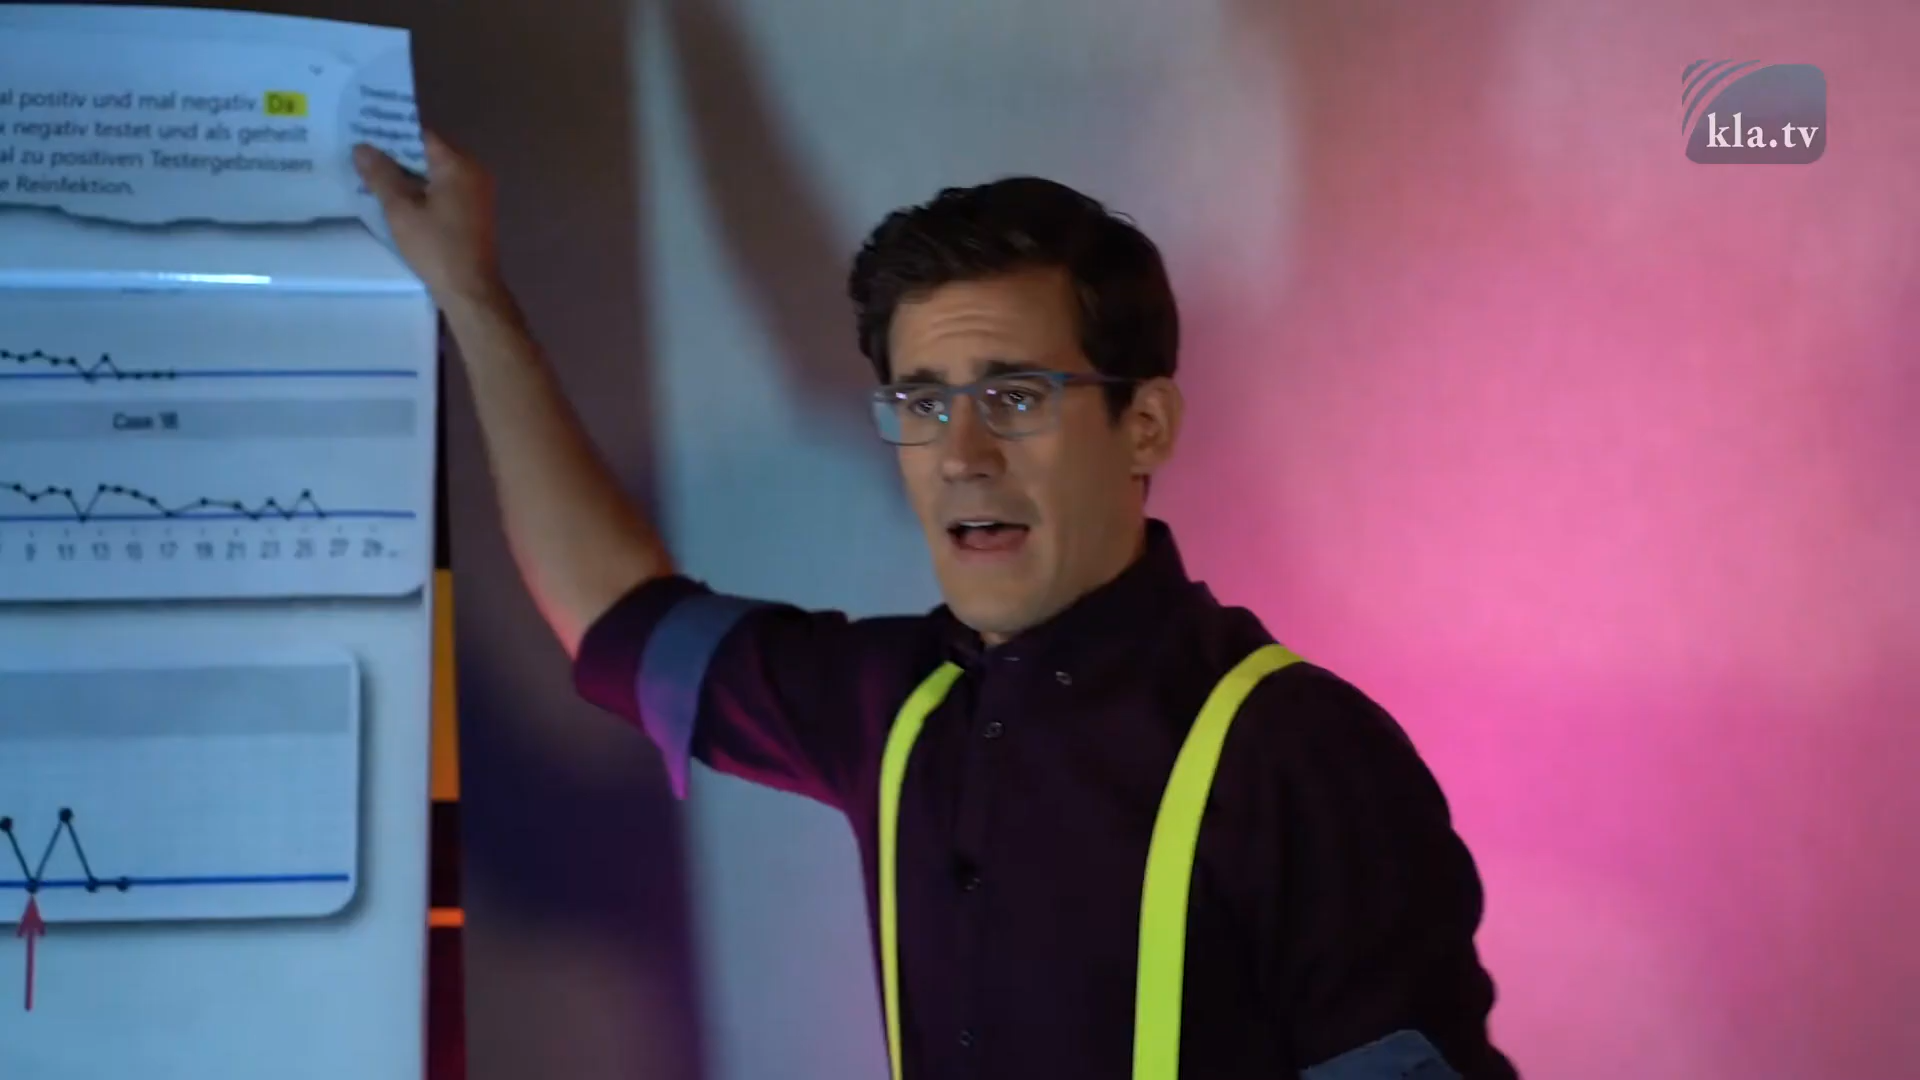 al positiv und mal negativ. Da
negativ testet und als geheilt
al zu positiven Testergebnissen
e Reinfektion.
Case 18
9 11 13 15 17 19 21 23 25 27 29
kla.tv